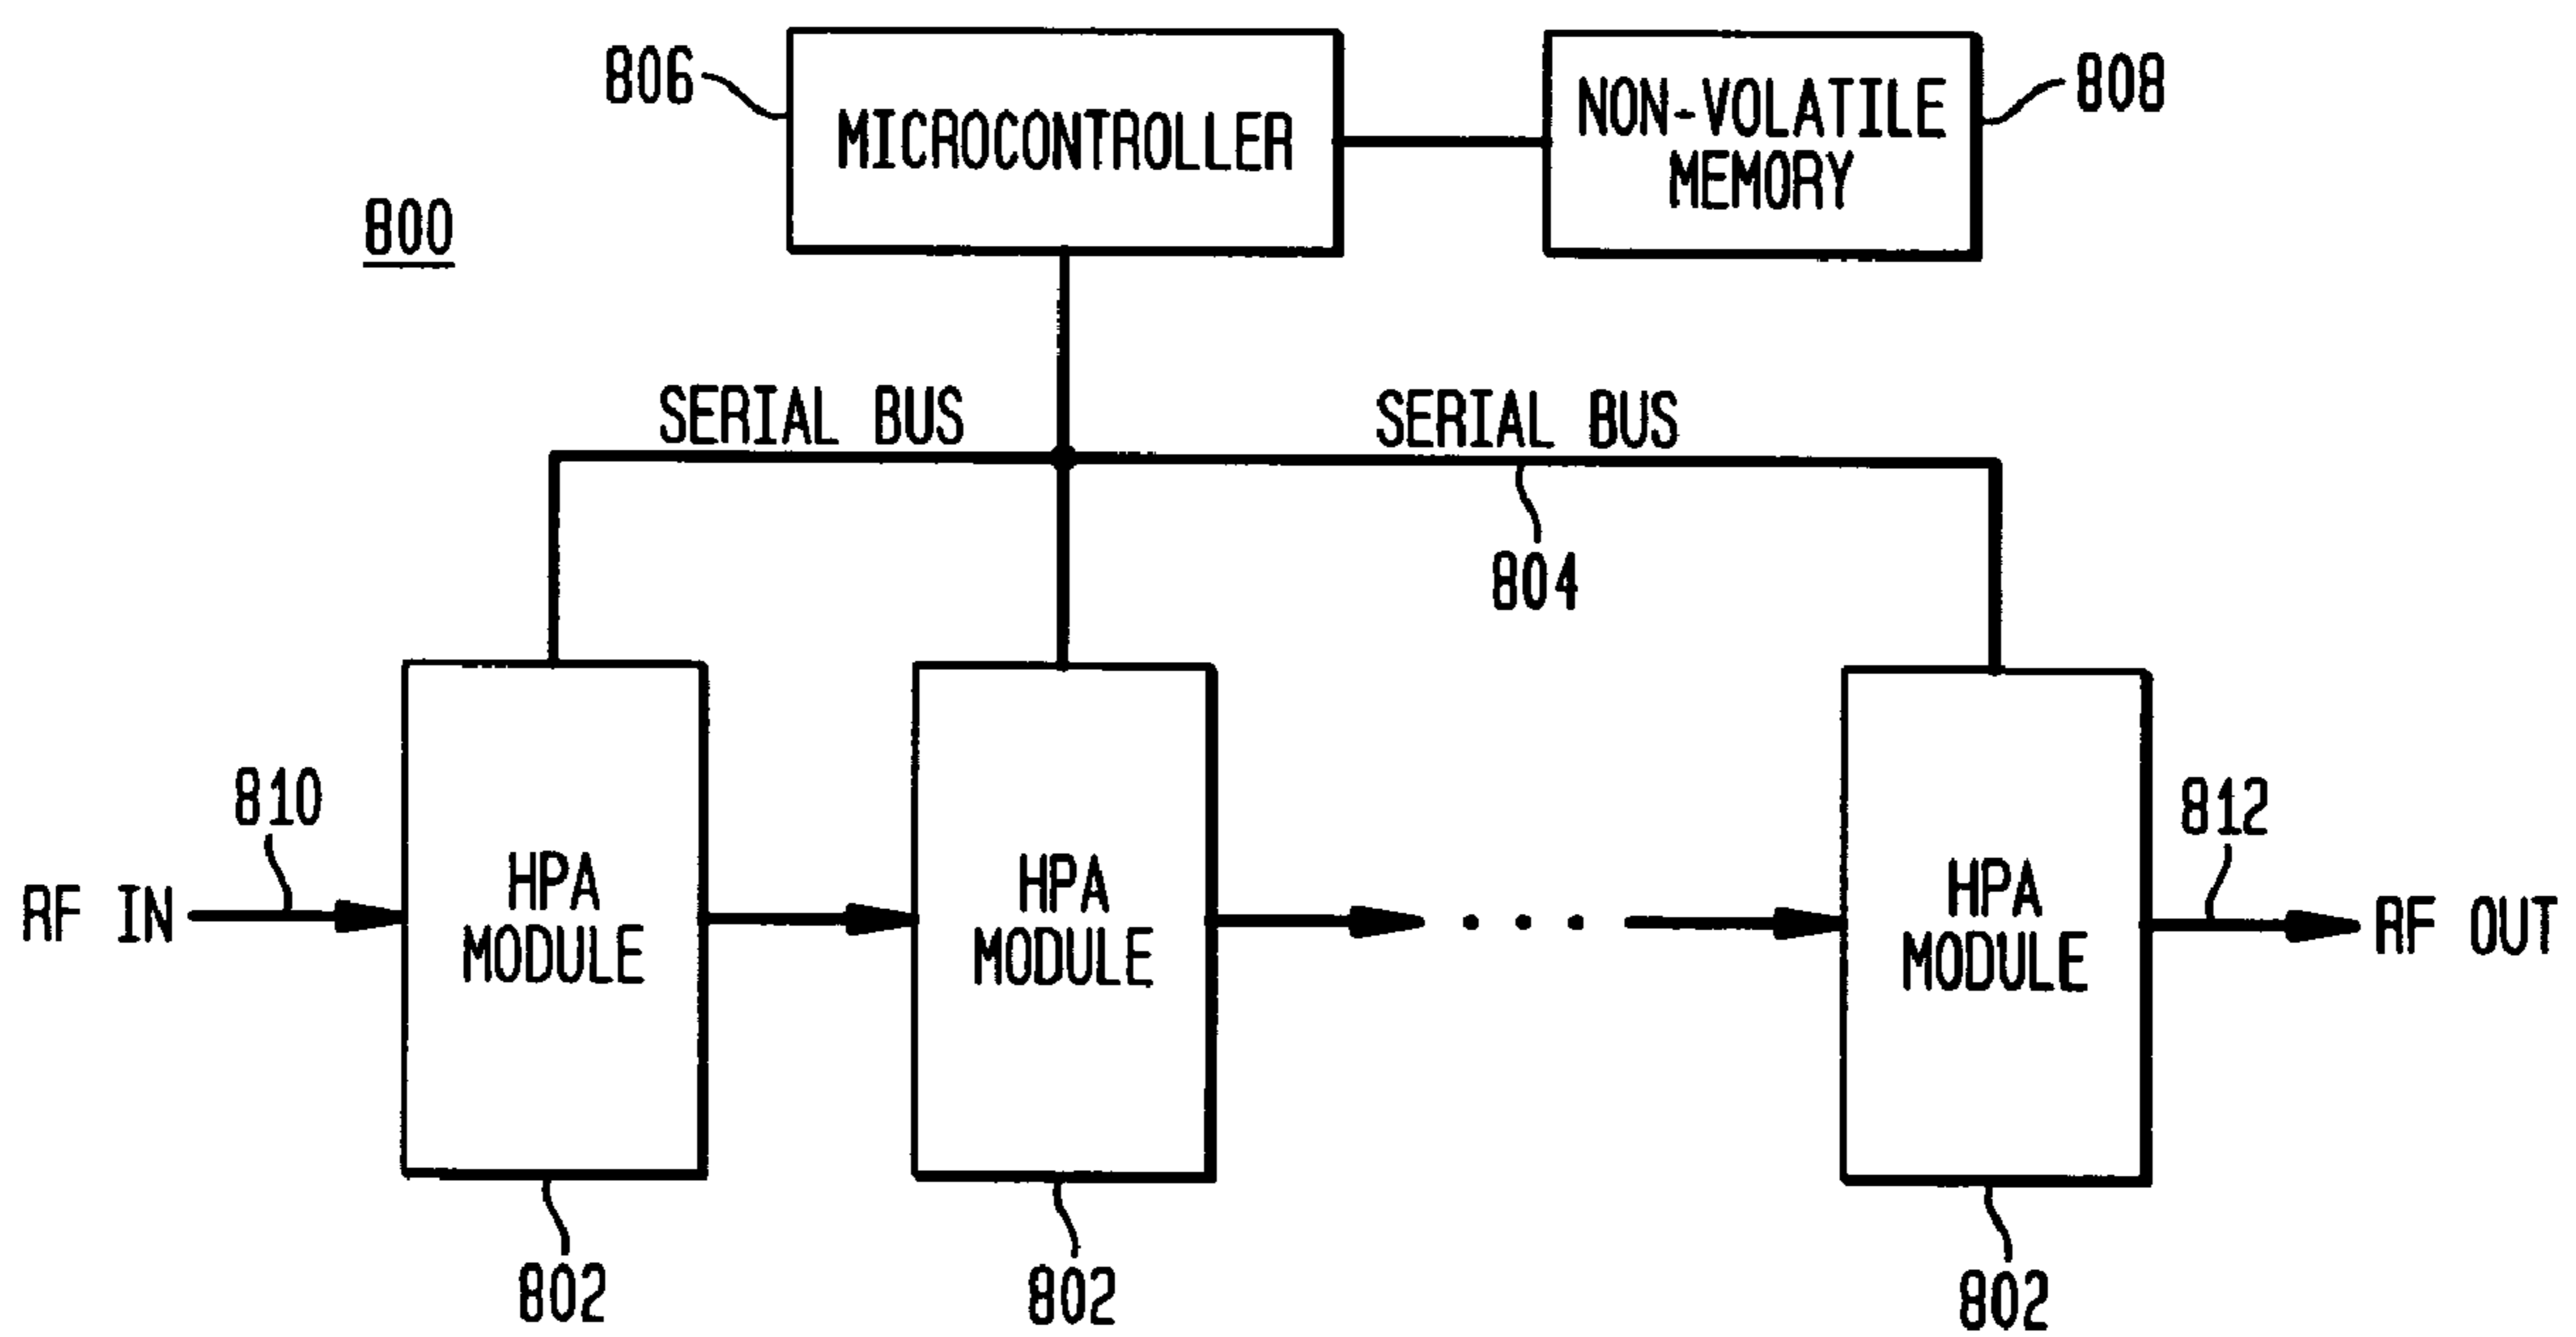 806
MICROCONTROLLER
NON-VOLATILE
MEMORY
808
800
SERIAL BUS
SERIAL BUS
804
810
RF IN
HPA
MODULE
HPA
MODULE
HPA
MODULE
812
RF OUT
802
802
802